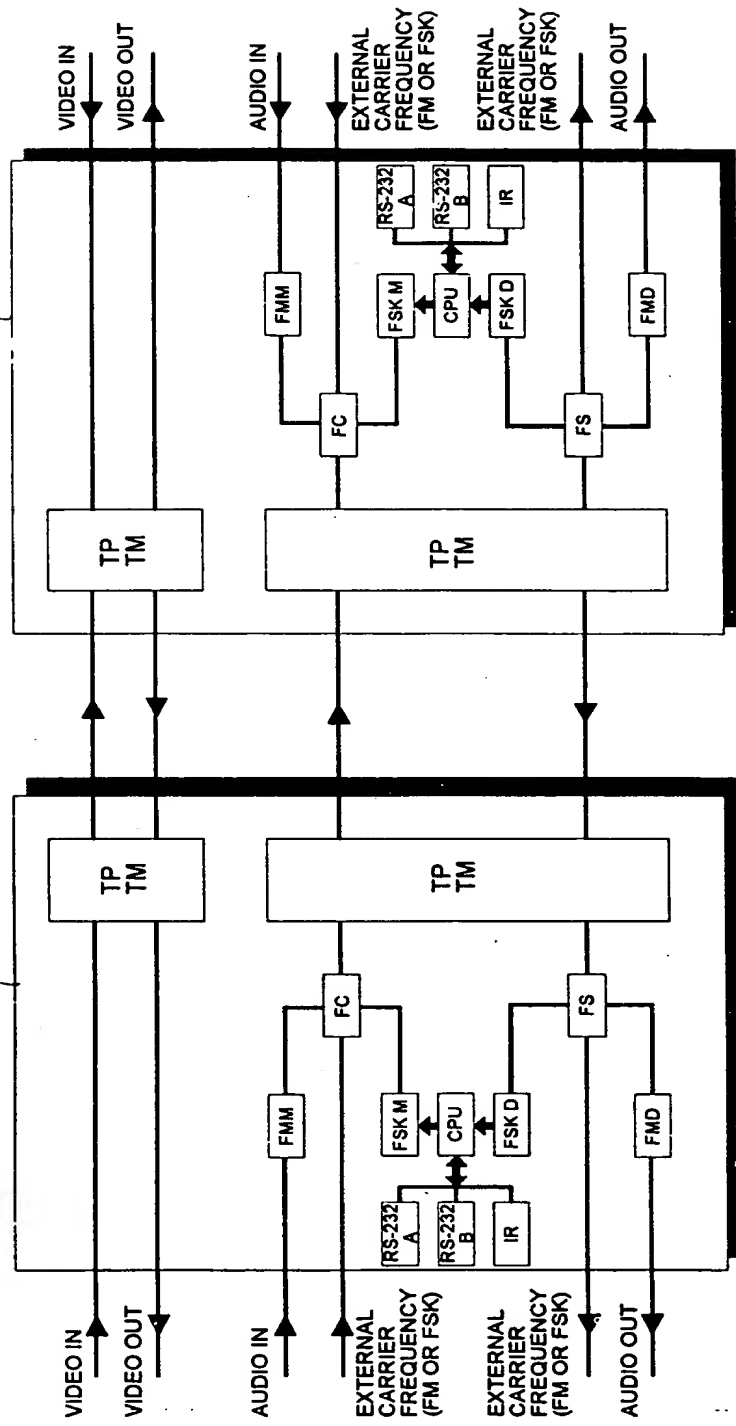 VIDEO IN
VIDEO OUT
AUDIO IN
EXTERNAL
CARRIER
FREQUENCY
(FM OR FSK)
EXTERNAL
CARRIER
FREQUENCY
(FM OR FSK)
AUDIO OUT
FMM
FSK M
CPU
FSK D
FMD
RS-232
A
RS-232
B
IR
FC
FS
TP
TM
TP
TM
TP
TM
TP
TM
FC
FS
FMM
FSK M
CPU
FSK D
FMD
RS-232
A
RS-232
B
IR
VIDEO IN
VIDEO OUT
AUDIO IN
EXTERNAL
CARRIER
FREQUENCY
(FM OR FSK)
EXTERNAL
CARRIER
FREQUENCY
(FM OR FSK)
AUDIO OUT